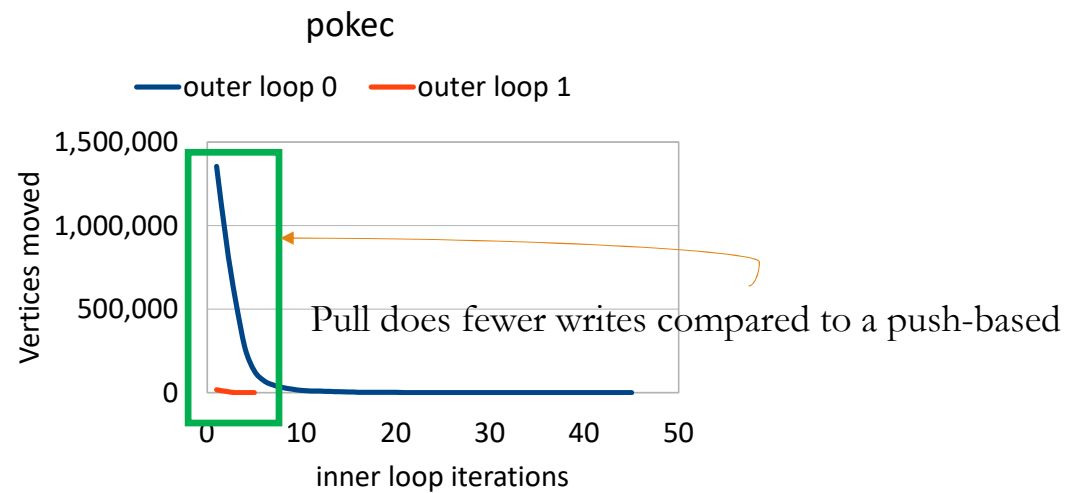 pokec
outer loop 0 outer loop 1
Vertices moved
1,500,000
1,000,000
500,000
0
Pull does fewer writes compared to a push-based
0 10 20 30 40 50
inner loop iterations